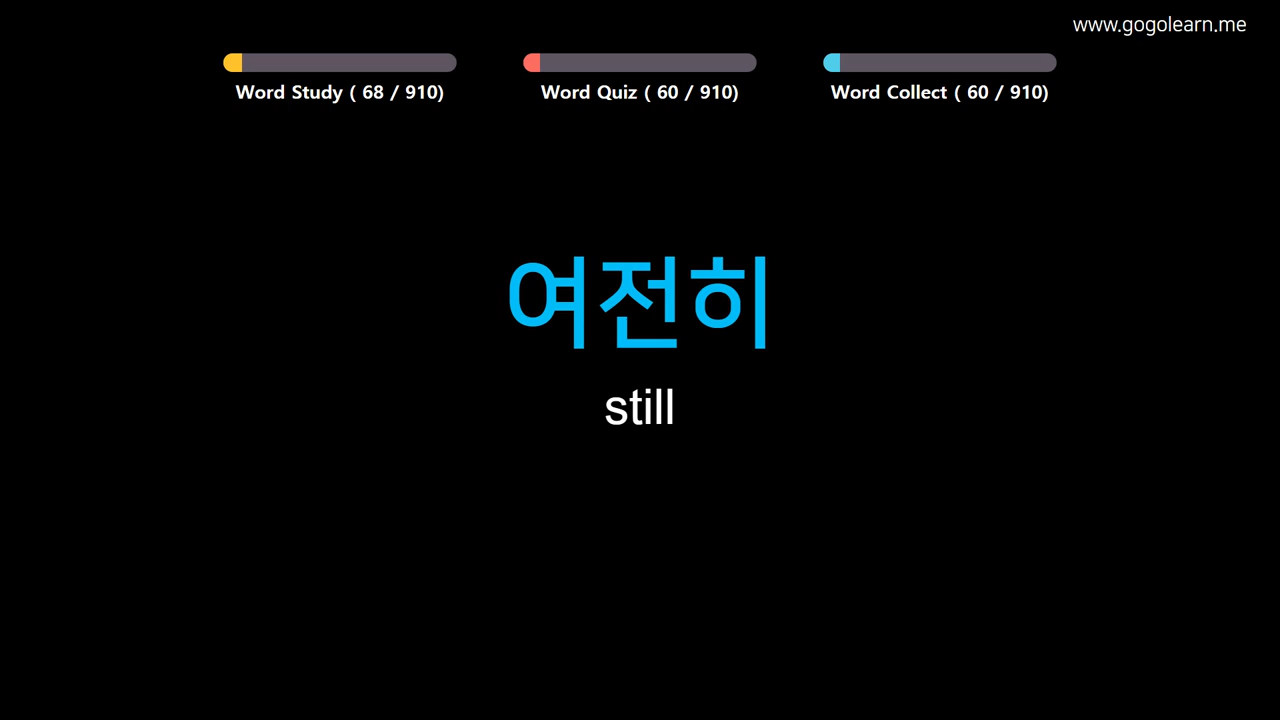 www.gogolearn.me
Word Study ( 68 / 910)
Word Quiz ( 60 / 910)
Word Collect ( 60 / 910)
여전히
still